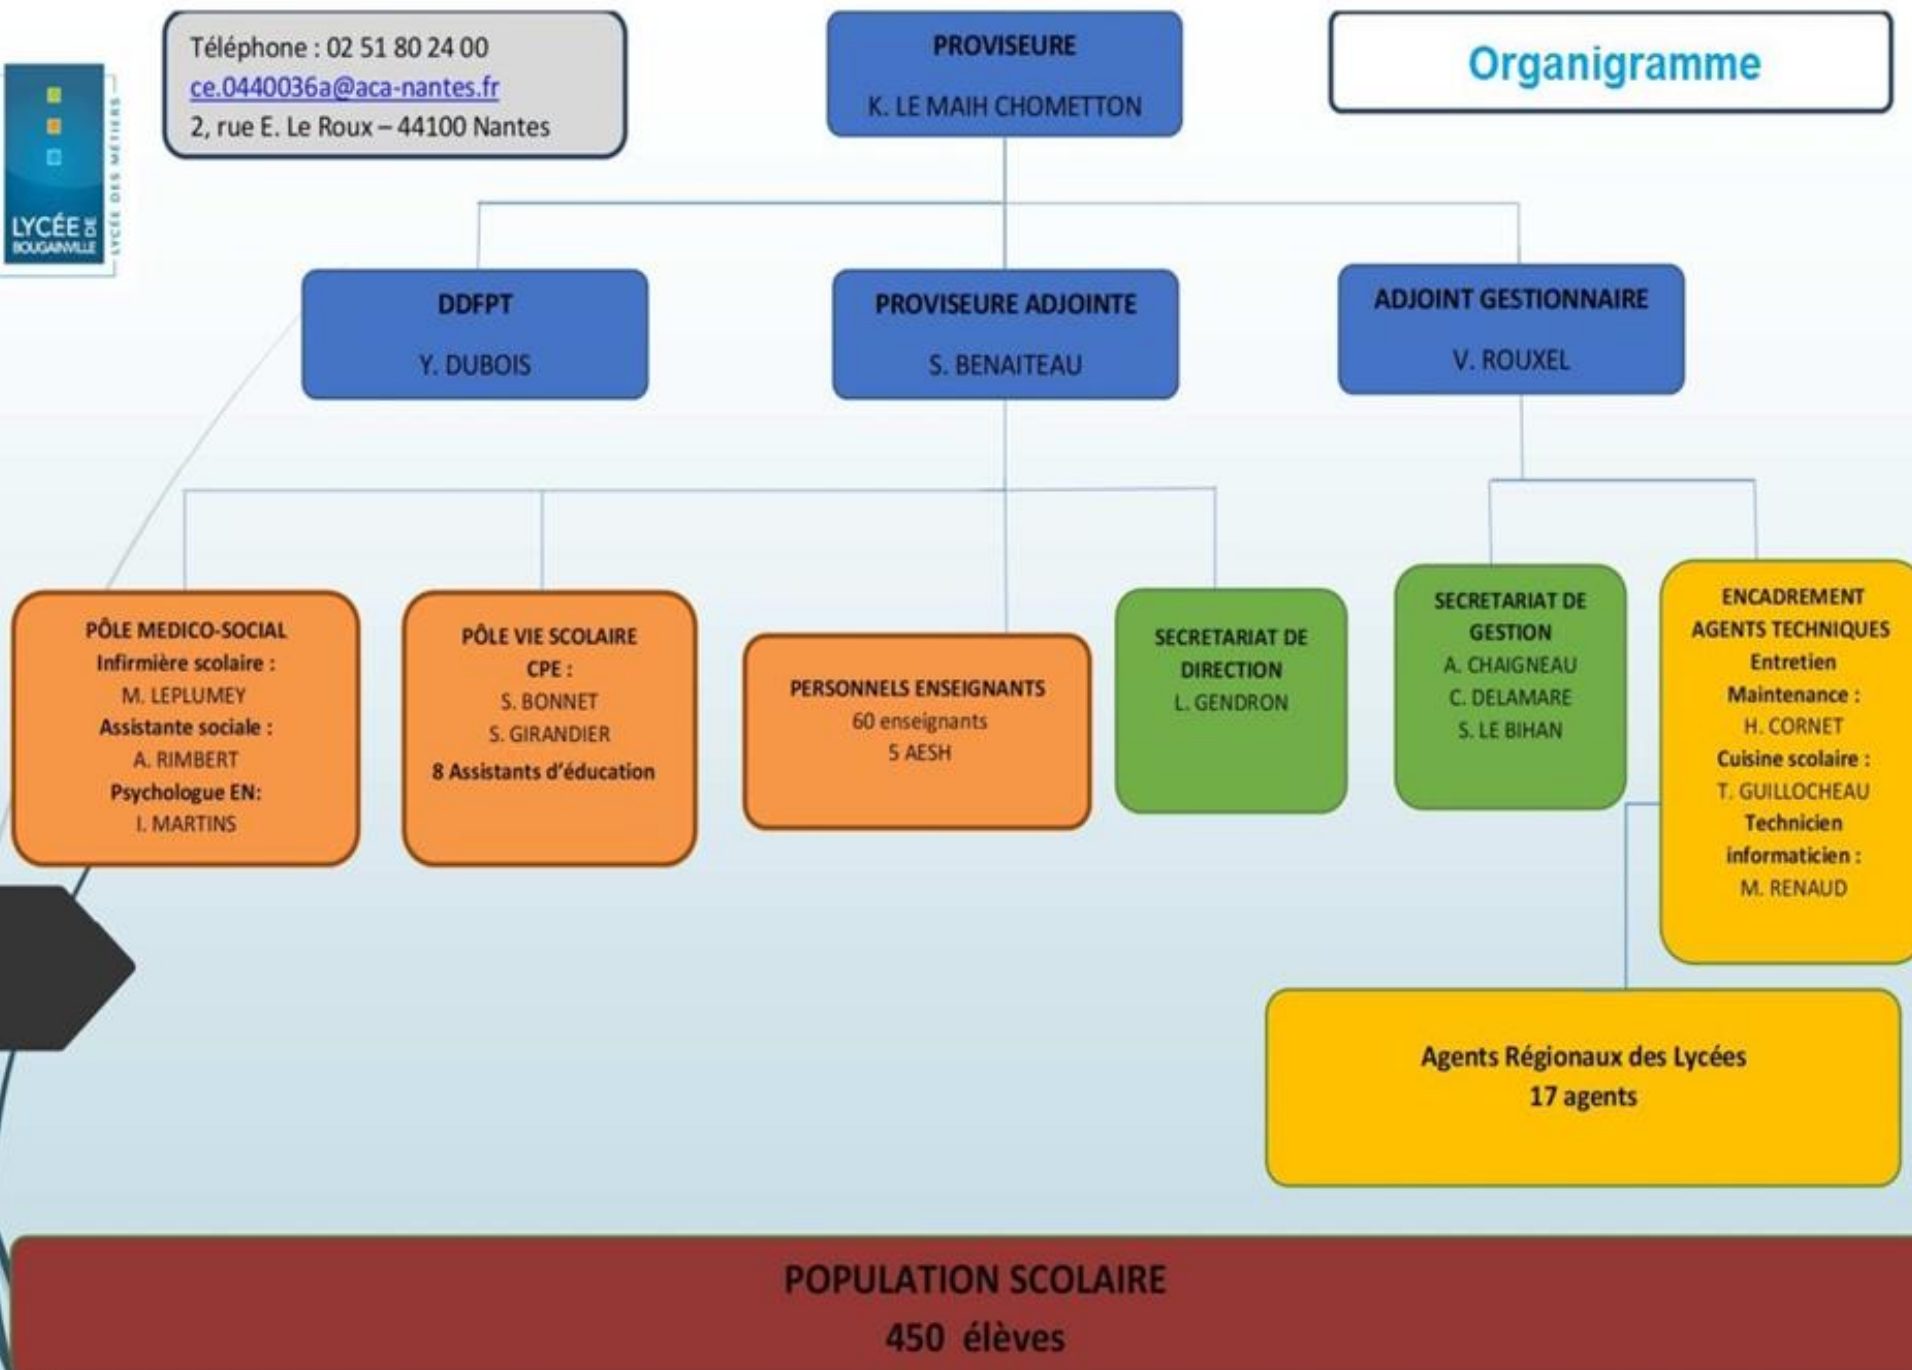 Téléphone : 02 51 80 24 00
ce.0440036a@aca-nantes.fr
2, rue E. Le Roux – 44100 Nantes
PROVISEURE
K. LE MAIH CHOMETTON
Organigramme
LYCÉE DE
BOUGAINVILLE
LYCÉE DES MÉTIERS
DDFPT
Y. DUBOIS
PROVISEURE ADJOINTE
S. BENAITEAU
ADJOINT GESTIONNAIRE
V. ROUXEL
PÔLE MEDICO-SOCIAL
Infirmière scolaire :
M. LEPLUMEY
Assistante sociale :
A. RIMBERT
Psychologue EN:
I. MARTINS
PÔLE VIE SCOLAIRE
CPE :
S. BONNET
S. GIRANDIER
8 Assistants d'éducation
PERSONNELS ENSEIGNANTS
60 enseignants
5 AESH
SECRETARIAT DE
DIRECTION
L. GENDRON
SECRETARIAT DE
GESTION
A. CHAIGNEAU
C. DELAMARE
S. LE BIHAN
ENCADREMENT
AGENTS TECHNIQUES
Entretien
Maintenance :
H. CORNET
Cuisine scolaire :
T. GUILLOCHEAU
Technicien
informaticien :
M. RENAUD
Agents Régionaux des Lycées
17 agents
POPULATION SCOLAIRE
450 élèves